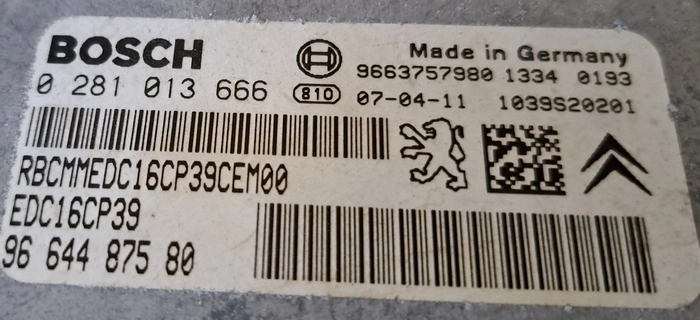 BOSCH
Made in Germany
9663757980 1334 0193
0 281 013 666
810
07-04-11
1039S20201
RBCMMEDC16CP39CEM00
EDC16CP39
96 644 875 80